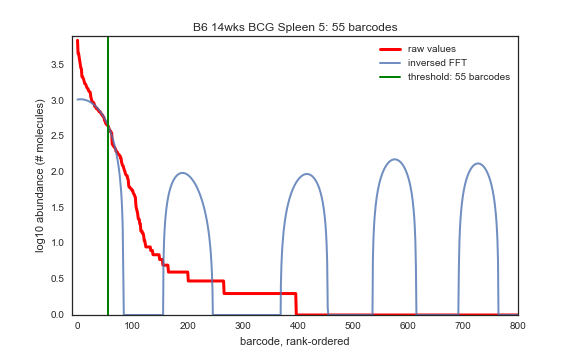 B6 14wks BCG Spleen 5: 55 barcodes
raw values
inversed FFT
threshold: 55 barcodes
log10 abundance (# molecules)
3.5
3.0
2.5
2.0
1.5
1.0
0.5
0.0
0 100 200 300 400 500 600 700 800
barcode, rank-ordered